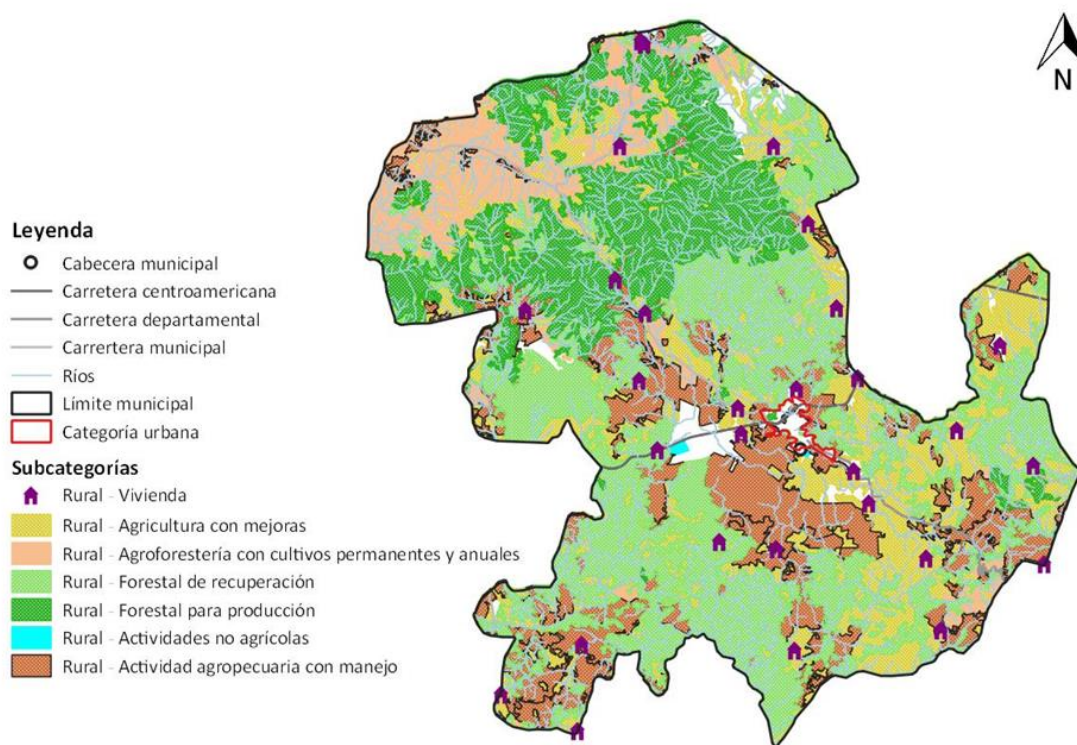 N
Leyenda
Cabecera municipal
Carretera centroamericana
Carretera departamental
Carrertera municipal
Ríos
Límite municipal
Categoría urbana
Subcategorías
Rural - Vivienda
Rural - Agricultura con mejoras
Rural - Agroforestería con cultivos permanentes y anuales
Rural - Forestal de recuperación
Rural - Forestal para producción
Rural - Actividades no agrícolas
Rural - Actividad agropecuaria con manejo